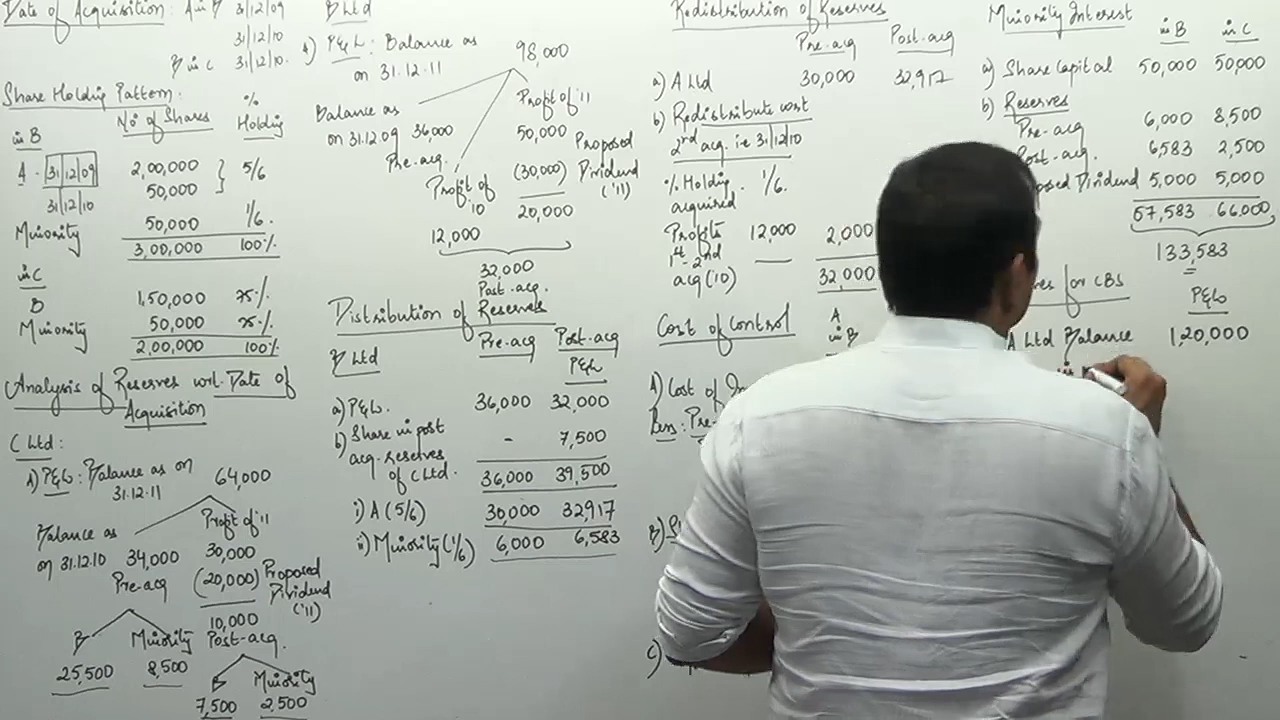 Date of Acquisition : A in B 31/12/09
31/12/10
B in C 31/12/10.
Share Holding Pattern.
No of Shares % Holding
in B
A - 31/12/09 2,00,000 } 5/6
31/12/10 50,000
Minority 50,000 1/6.
3,00,000 100%
in C
B 1,50,000 75%
Minority 50,000 25%
2,00,000 100%
Analysis of Reserves wrt. Date of
Acquisition
C Ltd :
A) P&L : Balance as on
31.12.11 64,000
Balance as
on 31.12.10 34,000
Pre-acq
Profit of '11
30,000
(20,000) Proposed
Dividend
('11)
10,000
Post-acq.
B Minority
25,500 8,500
B Minority
7,500 2,500
B Ltd
A) P&L : Balance as
on 31.12.11 98,000
Balance as
on 31.12.09 36,000
Pre-acq.
Profit of
'10
12,000
Profit of '11
50,000
(30,000) Proposed
Dividend
('11)
20,000
32,000
Post-acq.
Distribution of Reserves
B Ltd Pre-acq Post-acq
P&L
a) P&L. 36,000 32,000
b) Share in post
acq. reserves
of C Ltd. - 7,500
36,000 39,500
i) A (5/6) 30,000 32,917
ii) Minority (1/6) 6,000 6,583
Redistribution of Reserves
Pre-acq Post-acq
a) A Ltd 30,000 32,917
b) Redistribute wrt
2nd acq. i.e 31/12/10
% Holding 1/6.
acquired
Profits 12,000 2,000
1st - 2nd
acq ('10)
32,000
Cost of Control A
in B
A) Cost of
Less : Pre-
B)
C)
Minority Interest
in B in C
a) Share Capital 50,000 50,000
b) Reserves
Pre-acq 6,000 8,500
Post-acq. 6,583 2,500
Dividend 5,000 5,000
67,583 66,000
133,583
for CBS
P&L
A Ltd Balance 1,20,000
in